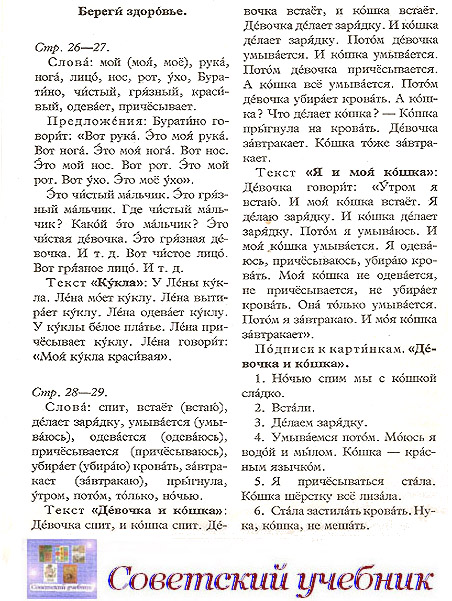 Береги́ здоро́вье.
Стр. 26—27.
Слова́: мой (моя́, моё), рука́,
нога́, лицо́, нос, рот, у́хо, Бура-
ти́но, чи́стый, гря́зный, краси́-
вый, одева́ет, причёсывает.
Предложе́ния: Бурати́но
говори́т: «Вот рука́. Э́то моя́ рука́.
Вот нога́. Э́то моя́ нога́. Вот нос.
Э́то мой нос. Вот рот. Э́то мой
рот. Вот у́хо. Э́то моё у́хо».
Э́то чи́стый ма́льчик. Э́то гря́з-
ный ма́льчик. Где чи́стый ма́ль-
чик? Како́й э́то ма́льчик? Э́то
чи́стая де́вочка. Э́то гря́зная де́-
вочка. И т. д. Вот чи́стое лицо́.
Вот гря́зное лицо́. И т. д.
Текст «Ку́кла»: У Ле́ны ку́к-
ла. Ле́на мо́ет ку́клу. Ле́на выти-
ра́ет ку́клу. Ле́на одева́ет ку́клу.
У ку́клы бе́лое пла́тье. Ле́на при-
чёсывает ку́клу. Ле́на говори́т:
«Моя́ ку́кла краси́вая».
Стр. 28—29.
Слова́: спит, встаёт (встаю́),
де́лает заря́дку, умыва́ется (умы-
ва́юсь), одева́ется (одева́юсь),
причёсывается (причёсываюсь),
убира́ет (убира́ю) крова́ть, за́втра-
кает (за́втракаю), пры́гнула,
у́тром, пото́м, то́лько, но́чью.
Текст «Де́вочка и ко́шка»:
Де́вочка спит, и ко́шка спит. Де́-
вочка встаёт, и ко́шка встаёт.
Де́вочка де́лает заря́дку. И ко́шка
де́лает заря́дку. Пото́м де́вочка
умыва́ется. И ко́шка умыва́ется.
Пото́м де́вочка причёсывается.
А ко́шка всё умыва́ется. Пото́м
де́вочка убира́ет крова́ть. А ко́ш-
ка? Что де́лает ко́шка? — Ко́шка
пры́гнула на крова́ть. Де́вочка
за́втракает. Ко́шка то́же за́втра-
кает.
Текст «Я и моя́ ко́шка»:
Де́вочка говори́т: «У́тром я
встаю́. И моя́ ко́шка встаёт. Я
де́лаю заря́дку. И ко́шка де́лает
заря́дку. Пото́м я умыва́юсь. И
моя́ ко́шка умыва́ется. Я одева́-
юсь, причёсываюсь, убира́ю кро-
ва́ть. Моя́ ко́шка не одева́ется,
не причёсывается, не убира́ет
крова́ть. Она́ то́лько умыва́ется.
Пото́м я за́втракаю. И моя́ ко́шка
за́втракает».
По́дписи к карти́нкам. «Де́-
вочка и ко́шка».
1. Но́чью спим мы с ко́шкой
сла́дко.
2. Вста́ли.
3. Де́лаем заря́дку.
4. Умыва́емся пото́м. Мо́юсь я
водо́й и мы́лом. Ко́шка — кра́с-
ным язычко́м.
5. Я причёсываться ста́ла.
Ко́шка шёрстку всё лиза́ла.
6. Ста́ла застила́ть крова́ть. Ну-
ка, ко́шка, не меша́ть.
Советский учебник